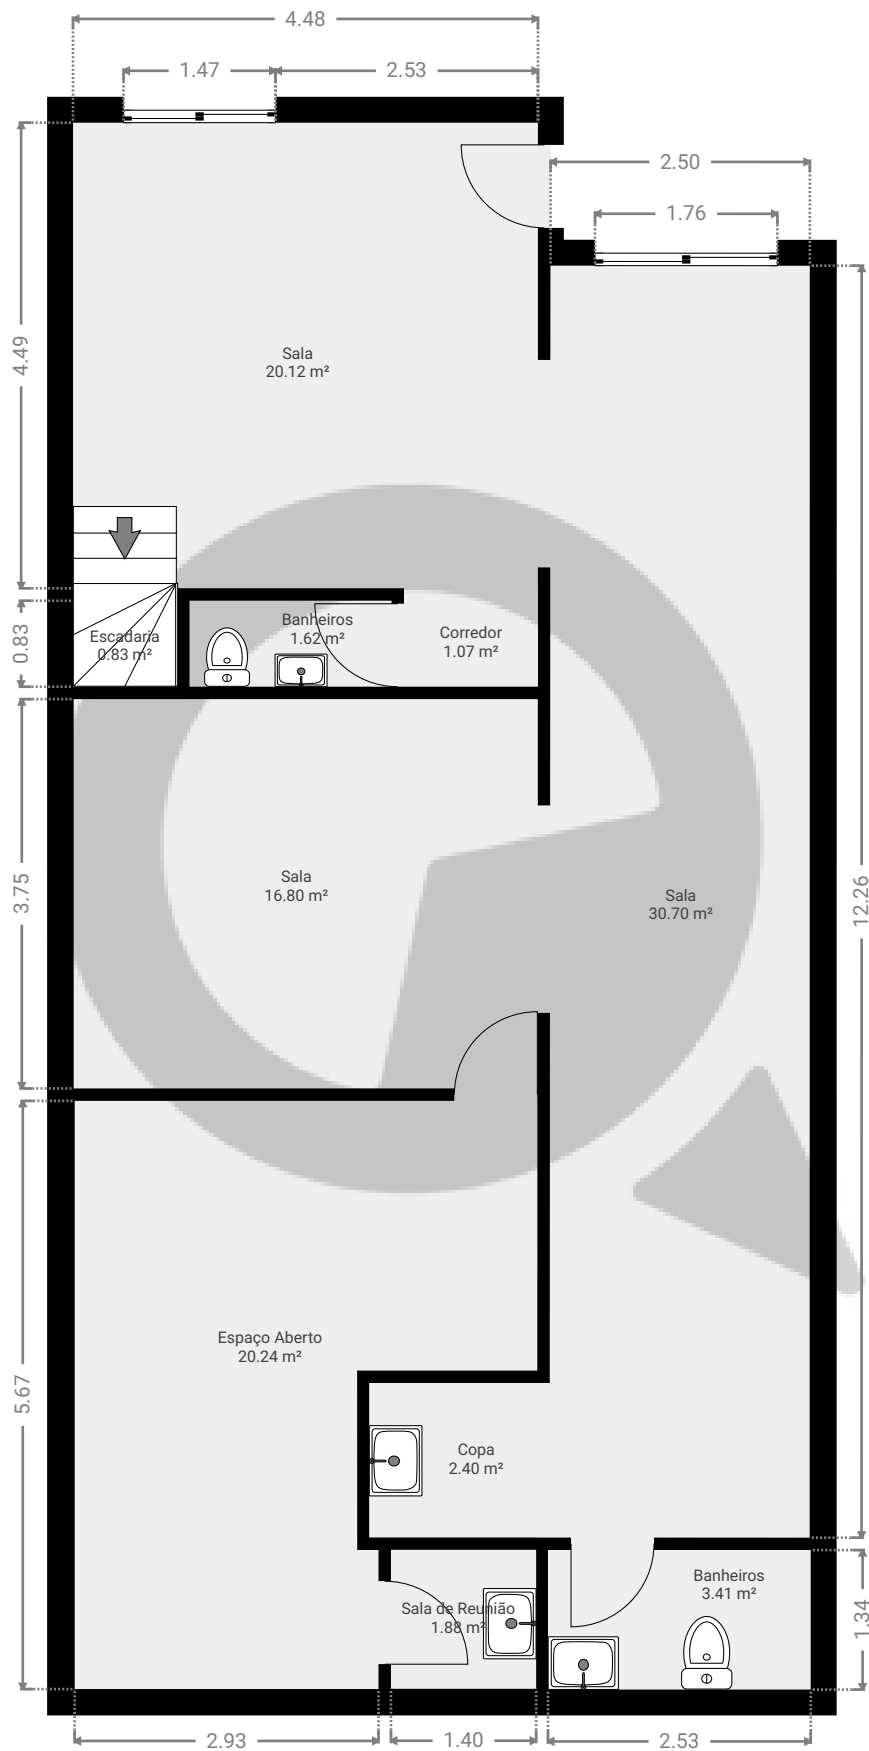 4.48
1.47
2.53
2.50
1.76
4.49
Sala
20.12 m²
Escadaria
0.83 m²
0.83
Banheiros
1.62 m²
Corredor
1.07 m²
3.75
Sala
16.80 m²
Sala
30.70 m²
12.26
Espaço Aberto
20.24 m²
5.67
Copa
2.40 m²
Sala de Reunião
1.88 m²
Banheiros
3.41 m²
1.34
2.93
1.40
2.53